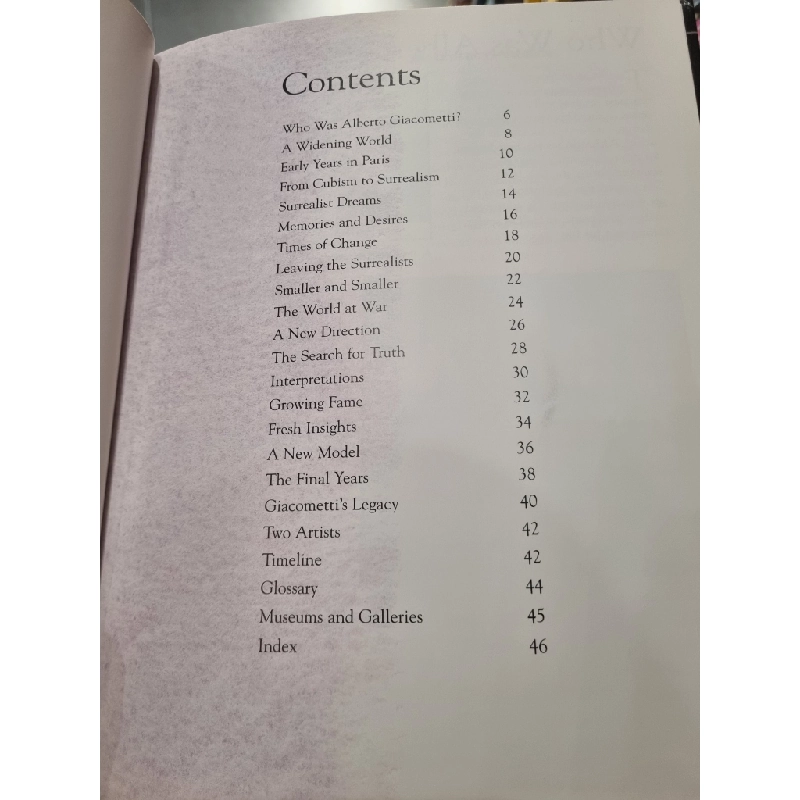 Contents
Who Was Alberto Giacometti? 6
A Widening World 8
Early Years in Paris 10
From Cubism to Surrealism 12
Surrealist Dreams 14
Memories and Desires 16
Times of Change 18
Leaving the Surrealists 20
Smaller and Smaller 22
The World at War 24
A New Direction 26
The Search for Truth 28
Interpretations 30
Growing Fame 32
Fresh Insights 34
A New Model 36
The Final Years 38
Giacometti's Legacy 40
Two Artists 42
Timeline 42
Glossary 44
Museums and Galleries 45
Index 46